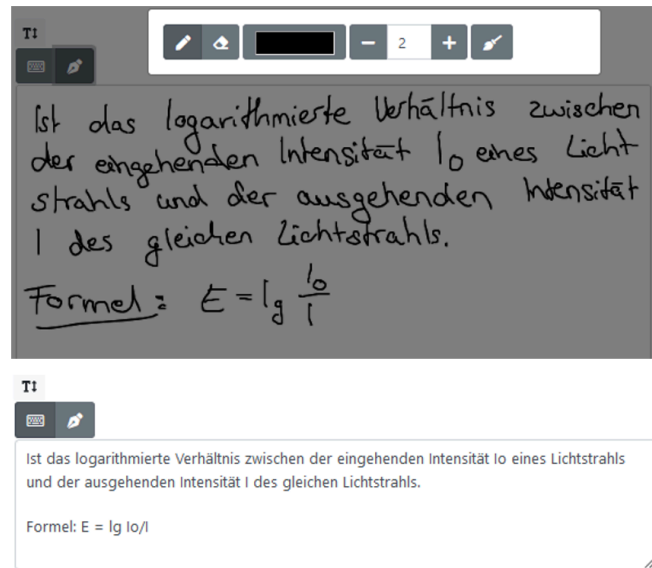 T↕
2
Ist das logarithmierte Verhältnis zwischen
der eingehenden Intensität I₀ eines Licht
strahls und der ausgehenden Intensität
I des gleichen Lichtstrahls.
Formel: E = lg I₀/I
T↕
Ist das logarithmierte Verhältnis zwischen der eingehenden Intensität Io eines Lichtstrahls
und der ausgehenden Intensität I des gleichen Lichtstrahls.
Formel: E = lg Io/I